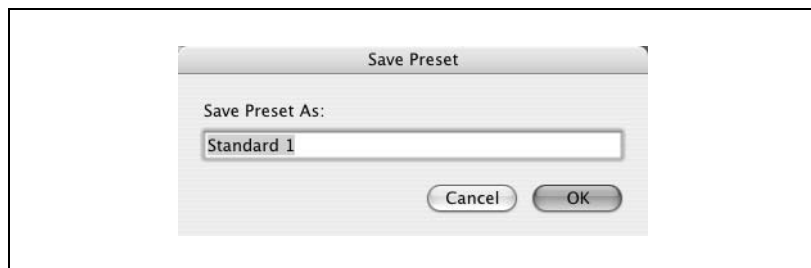 Save Preset
Save Preset As:
Standard 1
Cancel OK